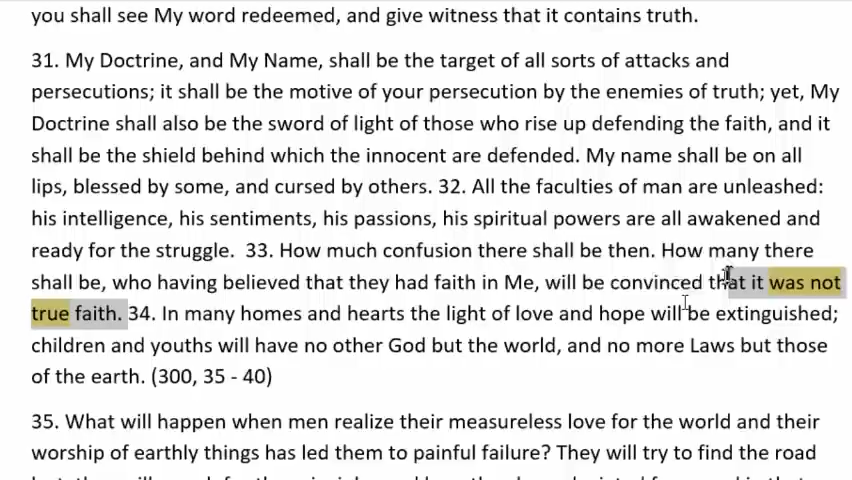 you shall see My word redeemed, and give witness that it contains truth.
31. My Doctrine, and My Name, shall be the target of all sorts of attacks and
persecutions; it shall be the motive of your persecution by the enemies of truth; yet, My
Doctrine shall also be the sword of light of those who rise up defending the faith, and it
shall be the shield behind which the innocent are defended. My name shall be on all
lips, blessed by some, and cursed by others. 32. All the faculties of man are unleashed:
his intelligence, his sentiments, his passions, his spiritual powers are all awakened and
ready for the struggle.  33. How much confusion there shall be then. How many there
shall be, who having believed that they had faith in Me, will be convinced that it was not
true faith. 34. In many homes and hearts the light of love and hope will be extinguished;
children and youths will have no other God but the world, and no more Laws but those
of the earth. (300, 35 - 40)
35. What will happen when men realize their measureless love for the world and their
worship of earthly things has led them to painful failure? They will try to find the road